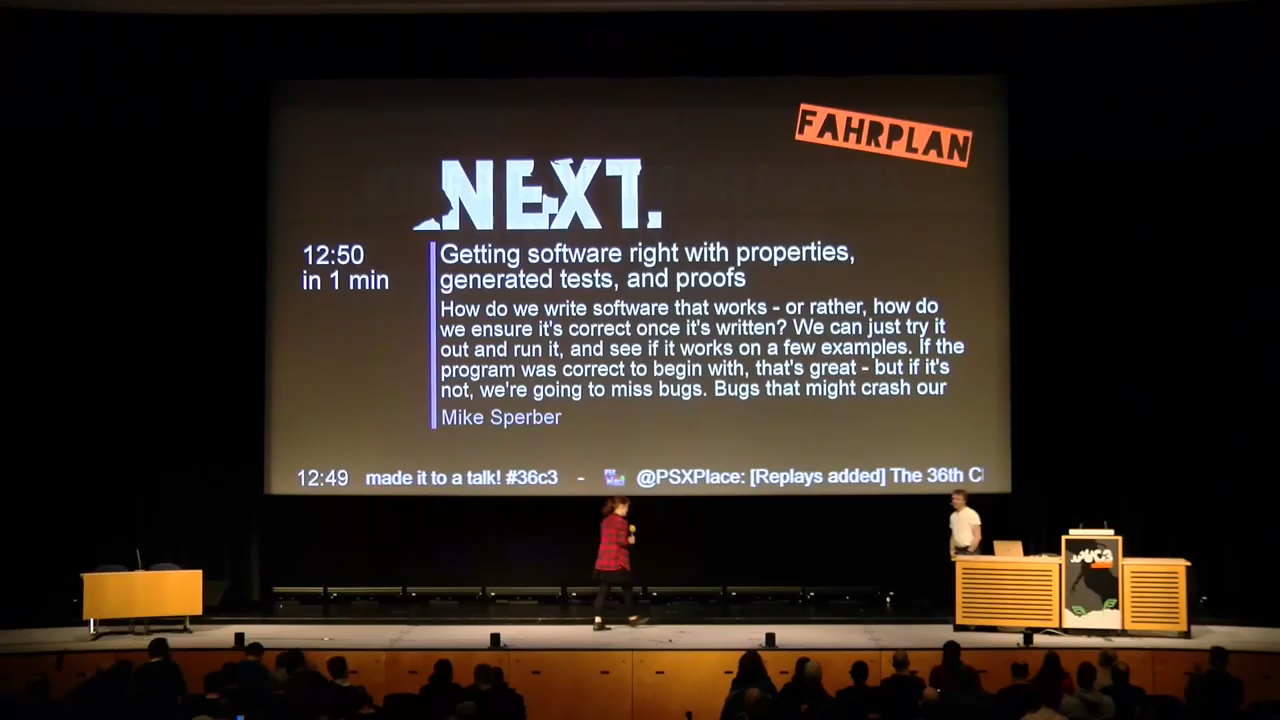 FAHRPLAN
NEXT.
12:50
in 1 min
Getting software right with properties,
generated tests, and proofs
How do we write software that works - or rather, how do
we ensure it's correct once it's written? We can just try it
out and run it, and see if it works on a few examples. If the
program was correct to begin with, that's great - but if it's
not, we're going to miss bugs. Bugs that might crash our
Mike Sperber
12:49 made it to a talk! #36c3 - @PSXPlace: [Replays added] The 36th C